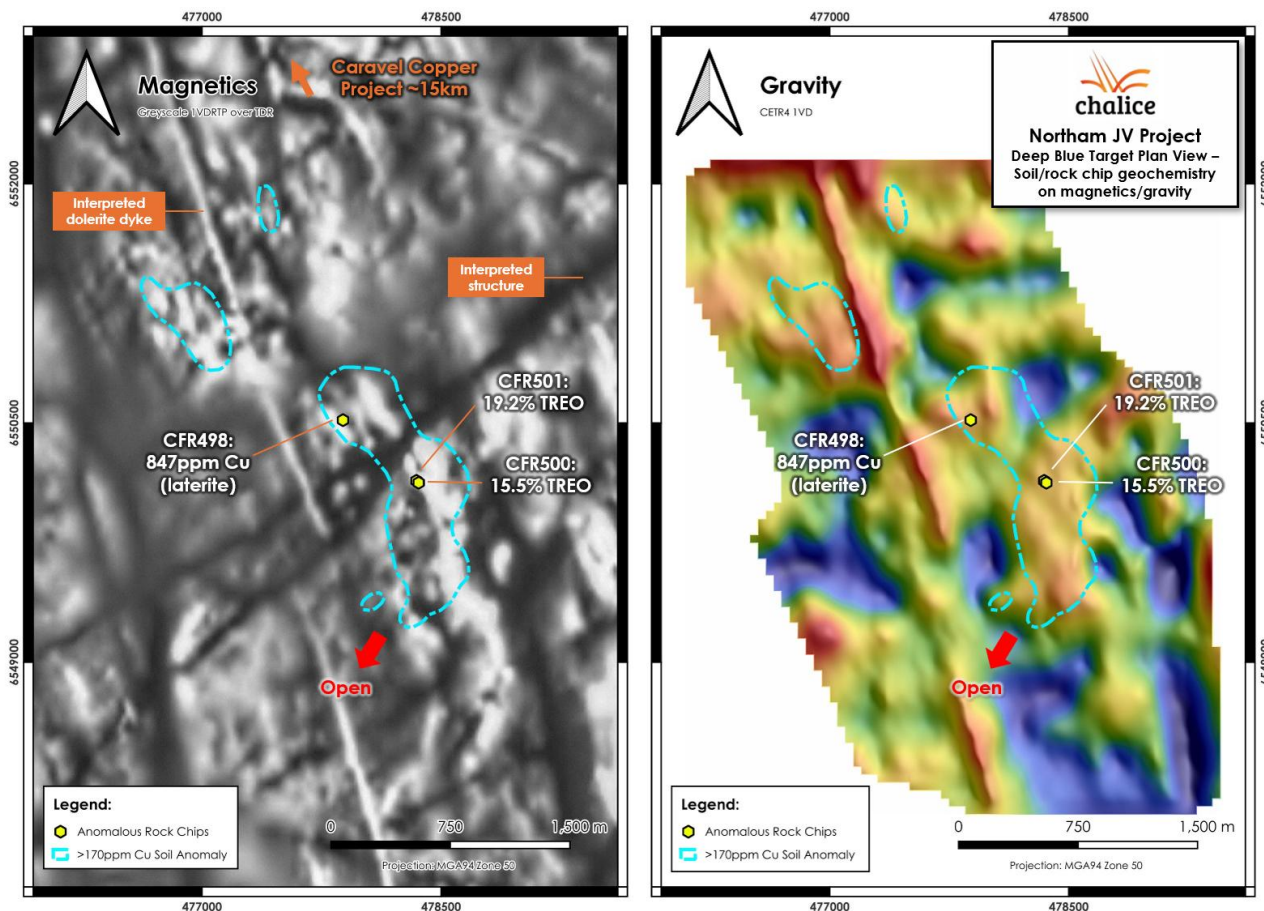 477000
478500
477000
478500
Magnetics
Greyscale 1VDRTP over TDR
Caravel Copper
Project ~15km
Gravity
CETR4 1VD
chalice
Northam JV Project
Deep Blue Target Plan View –
Soil/rock chip geochemistry
on magnetics/gravity
6552000
6552000
Interpreted
dolerite dyke
Interpreted
structure
CFR501:
19.2% TREO
CFR501:
19.2% TREO
6550500
6550500
CFR498:
847ppm Cu
(laterite)
CFR500:
15.5% TREO
CFR498:
847ppm Cu
(laterite)
CFR500:
15.5% TREO
6549000
6549000
Open
Open
Legend:
Anomalous Rock Chips
>170ppm Cu Soil Anomaly
0
750
1,500 m
Projection: MGA94 Zone 50
Legend:
Anomalous Rock Chips
>170ppm Cu Soil Anomaly
0
750
1,500 m
Projection: MGA94 Zone 50
477000
478500
477000
478500